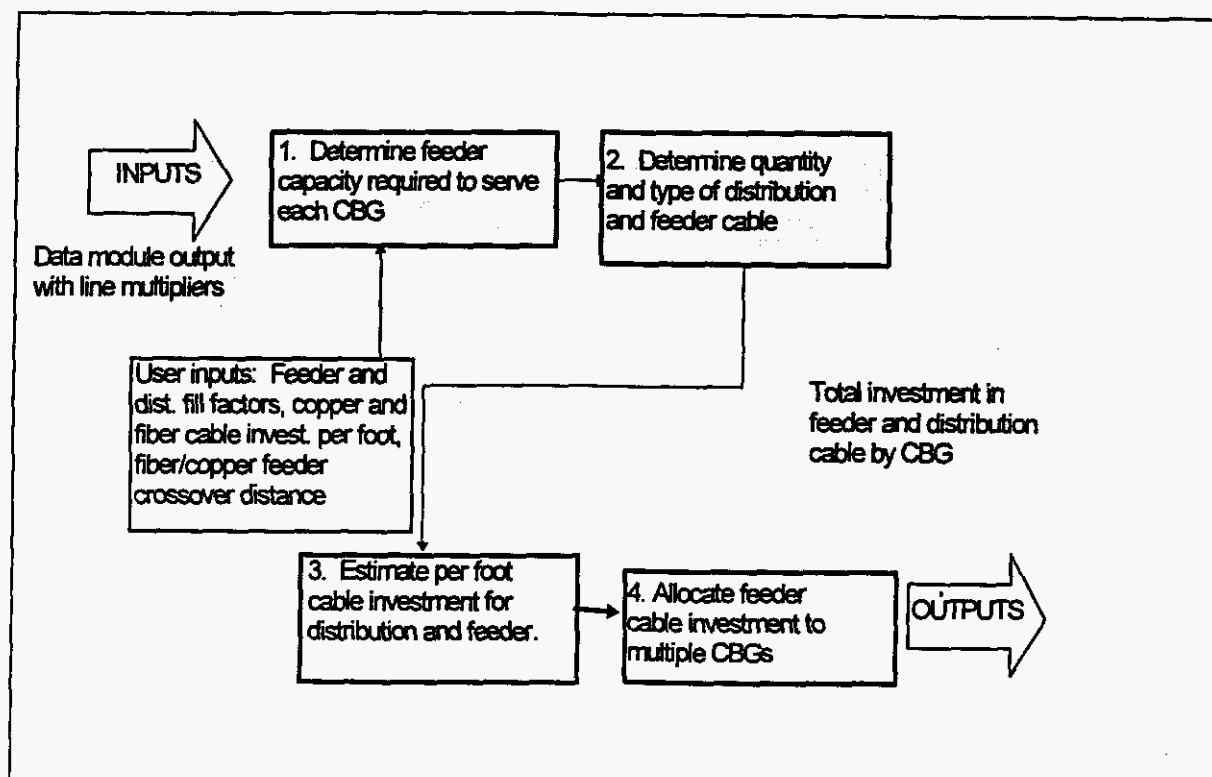 INPUTS
Data module output
with line multipliers
1. Determine feeder
capacity required to serve
each CBG
2. Determine quantity
and type of distribution
and feeder cable
User inputs: Feeder and
dist. fill factors, copper and
fiber cable invest. per foot,
fiber/copper feeder
crossover distance
Total investment in
feeder and distribution
cable by CBG
3. Estimate per foot
cable investment for
distribution and feeder.
4. Allocate feeder
cable investment to
multiple CBGs
OUTPUTS